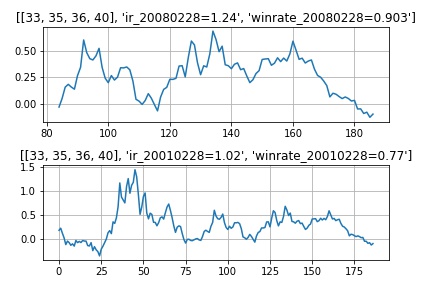 [[33, 35, 36, 40], 'ir_20080228=1.24', 'winrate_20080228=0.903']
0.50
0.25
0.00
80 100 120 140 160 180
[[33, 35, 36, 40], 'ir_20010228=1.02', 'winrate_20010228=0.77']
1.5
1.0
0.5
0.0
0 25 50 75 100 125 150 175